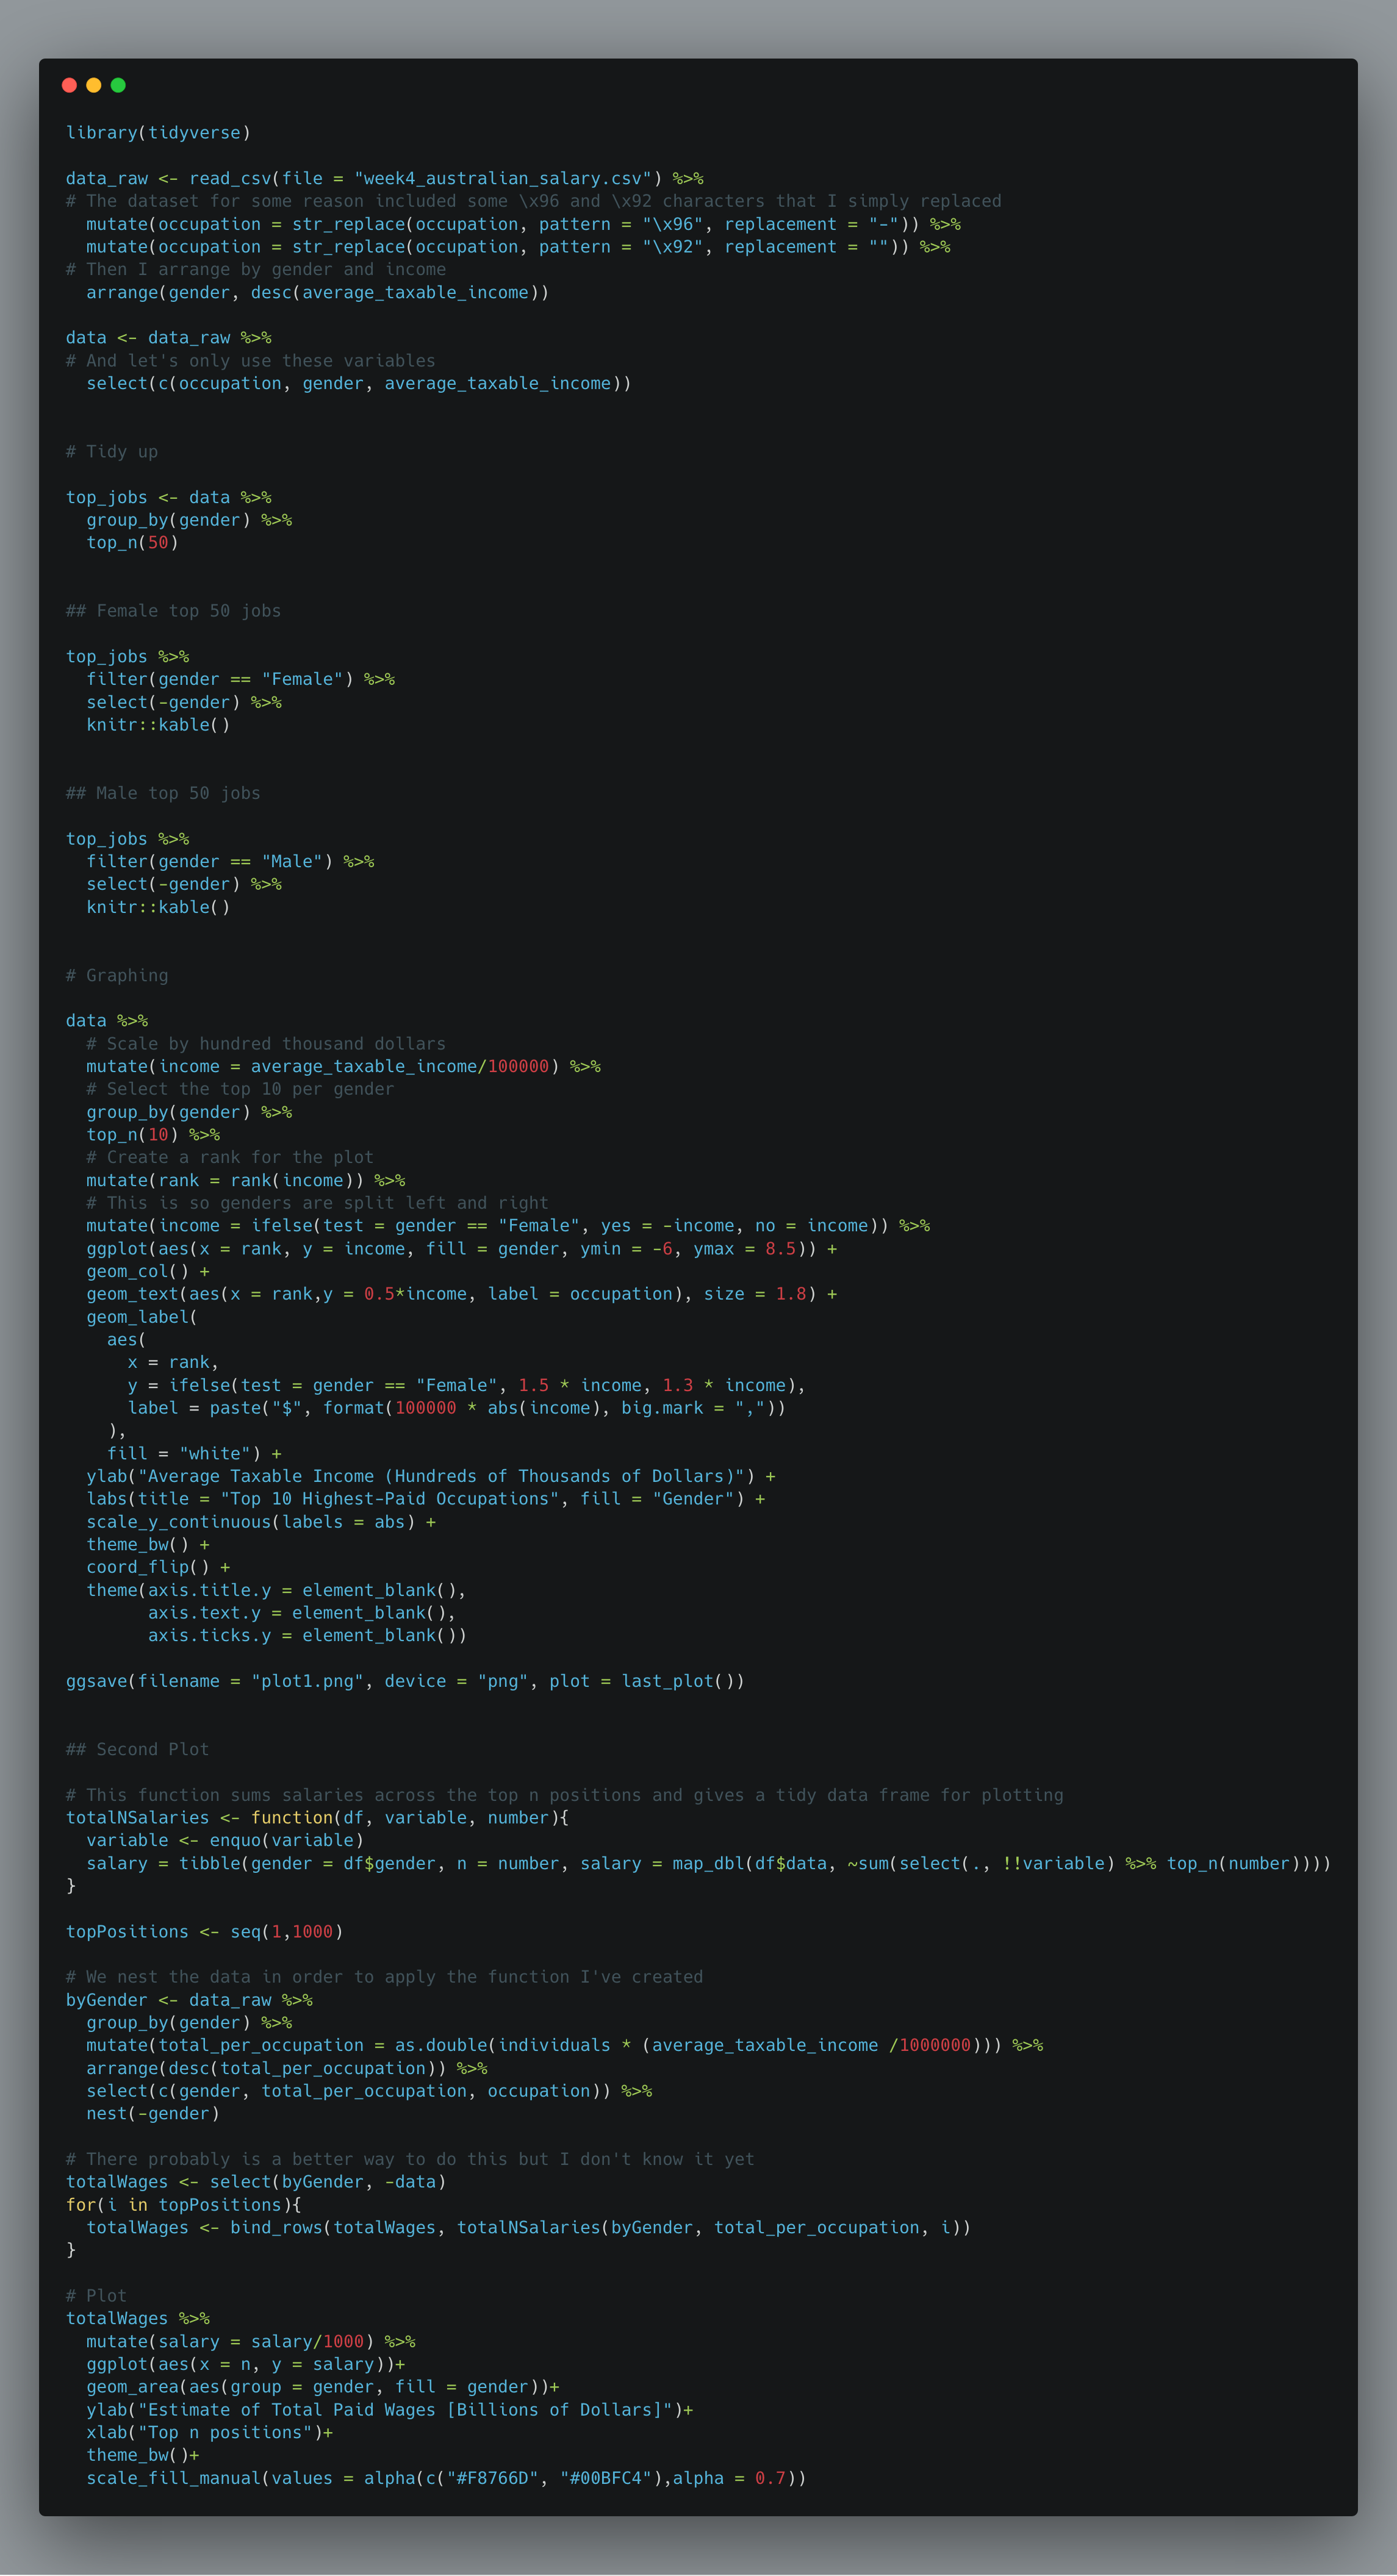 library(tidyverse)

data_raw <- read_csv(file = "week4_australian_salary.csv") %>%
# The dataset for some reason included some \x96 and \x92 characters that I simply replaced
  mutate(occupation = str_replace(occupation, pattern = "\x96", replacement = "-")) %>%
  mutate(occupation = str_replace(occupation, pattern = "\x92", replacement = "")) %>%
# Then I arrange by gender and income
  arrange(gender, desc(average_taxable_income))

data <- data_raw %>%
# And let's only use these variables
  select(c(occupation, gender, average_taxable_income))


# Tidy up

top_jobs <- data %>%
  group_by(gender) %>%
  top_n(50)


## Female top 50 jobs

top_jobs %>%
  filter(gender == "Female") %>%
  select(-gender) %>%
  knitr::kable()


## Male top 50 jobs

top_jobs %>%
  filter(gender == "Male") %>%
  select(-gender) %>%
  knitr::kable()


# Graphing

data %>%
  # Scale by hundred thousand dollars
  mutate(income = average_taxable_income/100000) %>%
  # Select the top 10 per gender
  group_by(gender) %>%
  top_n(10) %>%
  # Create a rank for the plot
  mutate(rank = rank(income)) %>%
  # This is so genders are split left and right
  mutate(income = ifelse(test = gender == "Female", yes = -income, no = income)) %>%
  ggplot(aes(x = rank, y = income, fill = gender, ymin = -6, ymax = 8.5)) +
  geom_col() +
  geom_text(aes(x = rank,y = 0.5*income, label = occupation), size = 1.8) +
  geom_label(
    aes(
      x = rank,
      y = ifelse(test = gender == "Female", 1.5 * income, 1.3 * income),
      label = paste("$", format(100000 * abs(income), big.mark = ","))
    ),
    fill = "white") +
  ylab("Average Taxable Income (Hundreds of Thousands of Dollars)") +
  labs(title = "Top 10 Highest-Paid Occupations", fill = "Gender") +
  scale_y_continuous(labels = abs) +
  theme_bw() +
  coord_flip() +
  theme(axis.title.y = element_blank(),
        axis.text.y = element_blank(),
        axis.ticks.y = element_blank())

ggsave(filename = "plot1.png", device = "png", plot = last_plot())


## Second Plot

# This function sums salaries across the top n positions and gives a tidy data frame for plotting
totalNSalaries <- function(df, variable, number){
  variable <- enquo(variable)
  salary = tibble(gender = df$gender, n = number, salary = map_dbl(df$data, ~sum(select(., !!variable) %>% top_n(number))))
}

topPositions <- seq(1,1000)

# We nest the data in order to apply the function I've created
byGender <- data_raw %>%
  group_by(gender) %>%
  mutate(total_per_occupation = as.double(individuals * (average_taxable_income /1000000))) %>%
  arrange(desc(total_per_occupation)) %>%
  select(c(gender, total_per_occupation, occupation)) %>%
  nest(-gender)

# There probably is a better way to do this but I don't know it yet
totalWages <- select(byGender, -data)
for(i in topPositions){
  totalWages <- bind_rows(totalWages, totalNSalaries(byGender, total_per_occupation, i))
}

# Plot
totalWages %>%
  mutate(salary = salary/1000) %>%
  ggplot(aes(x = n, y = salary))+
  geom_area(aes(group = gender, fill = gender))+
  ylab("Estimate of Total Paid Wages [Billions of Dollars]")+
  xlab("Top n positions")+
  theme_bw()+
  scale_fill_manual(values = alpha(c("#F8766D", "#00BFC4"),alpha = 0.7))